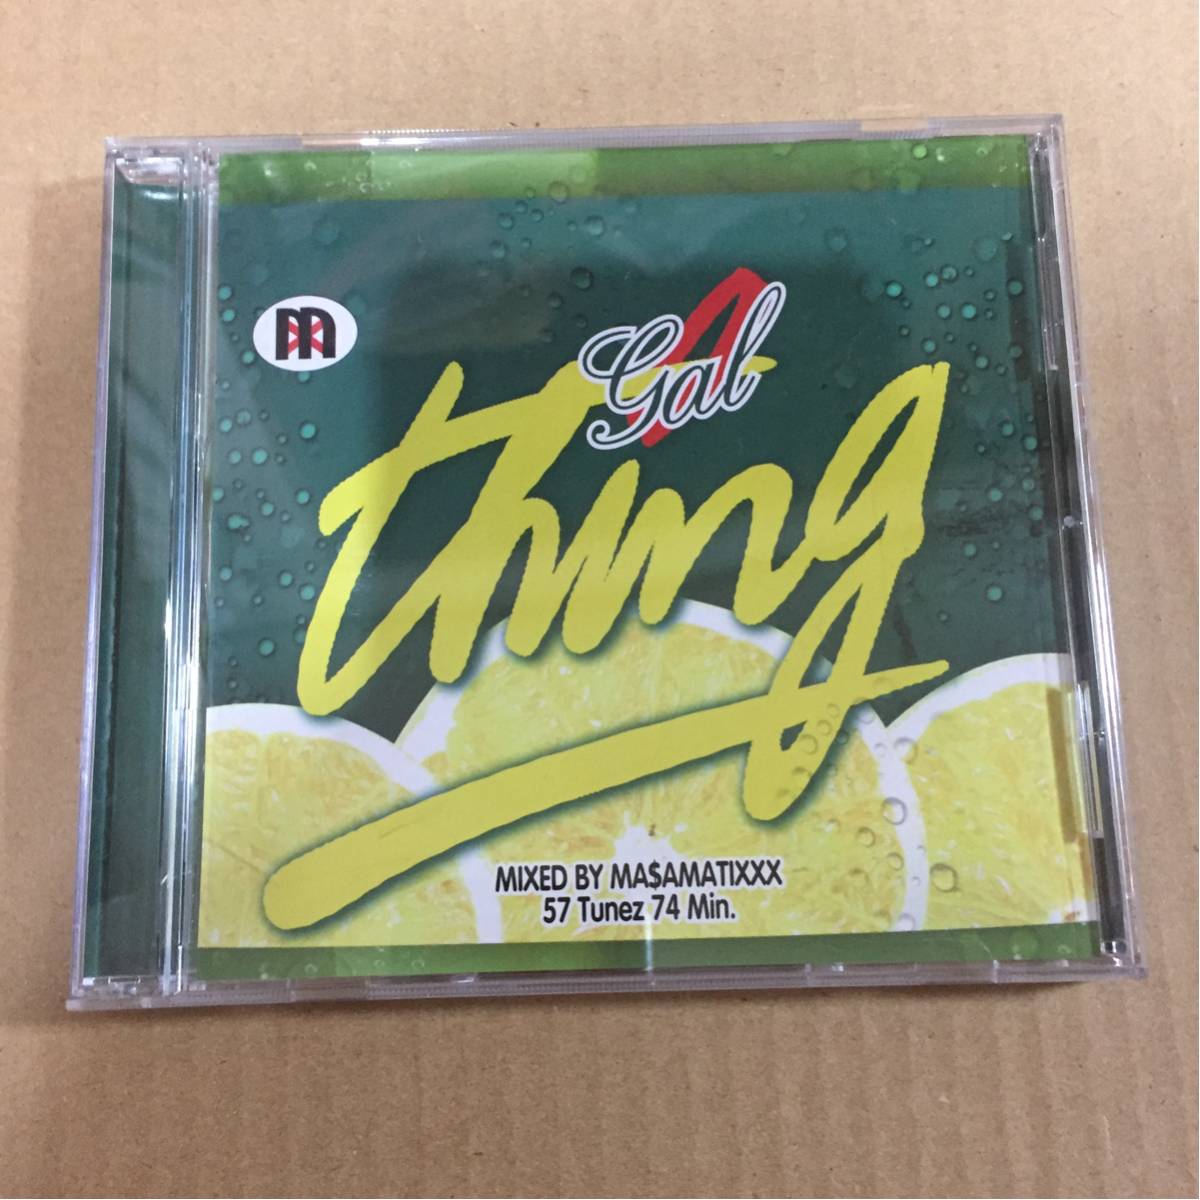 m
Gal
thing
MIXED BY MA$AMATIXXX
57 Tunez 74 Min.